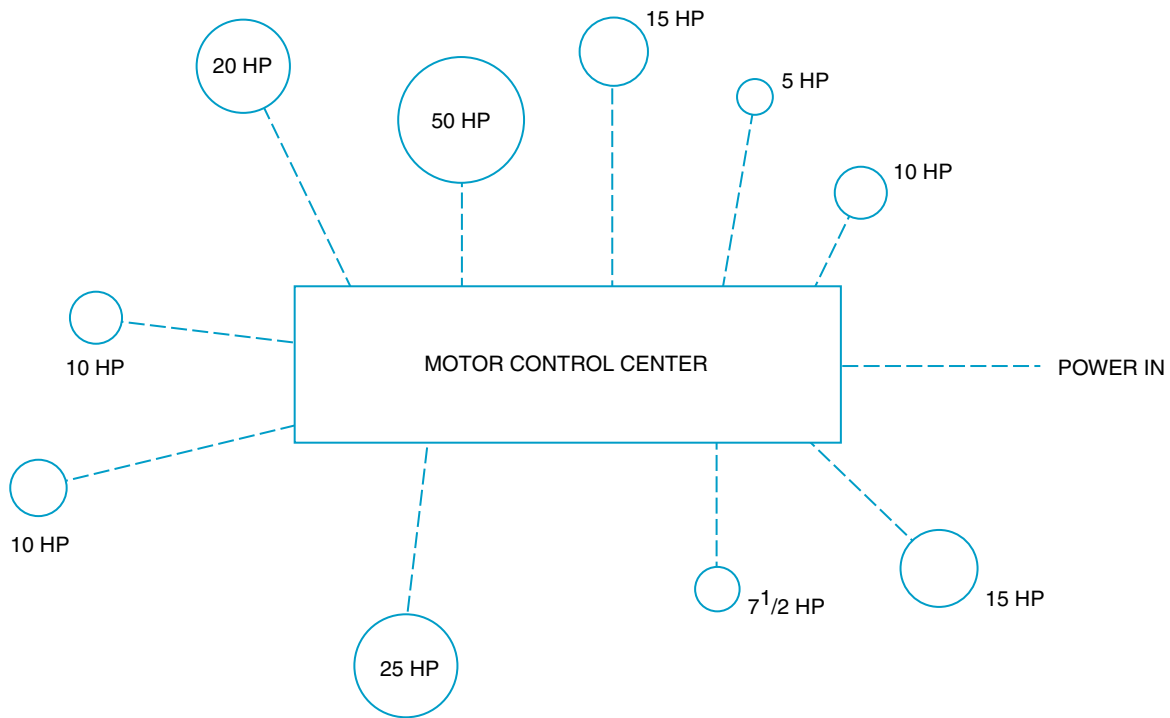 15 HP
20 HP
5 HP
50 HP
10 HP
MOTOR CONTROL CENTER
POWER IN
10 HP
10 HP
7 1/2 HP
15 HP
25 HP